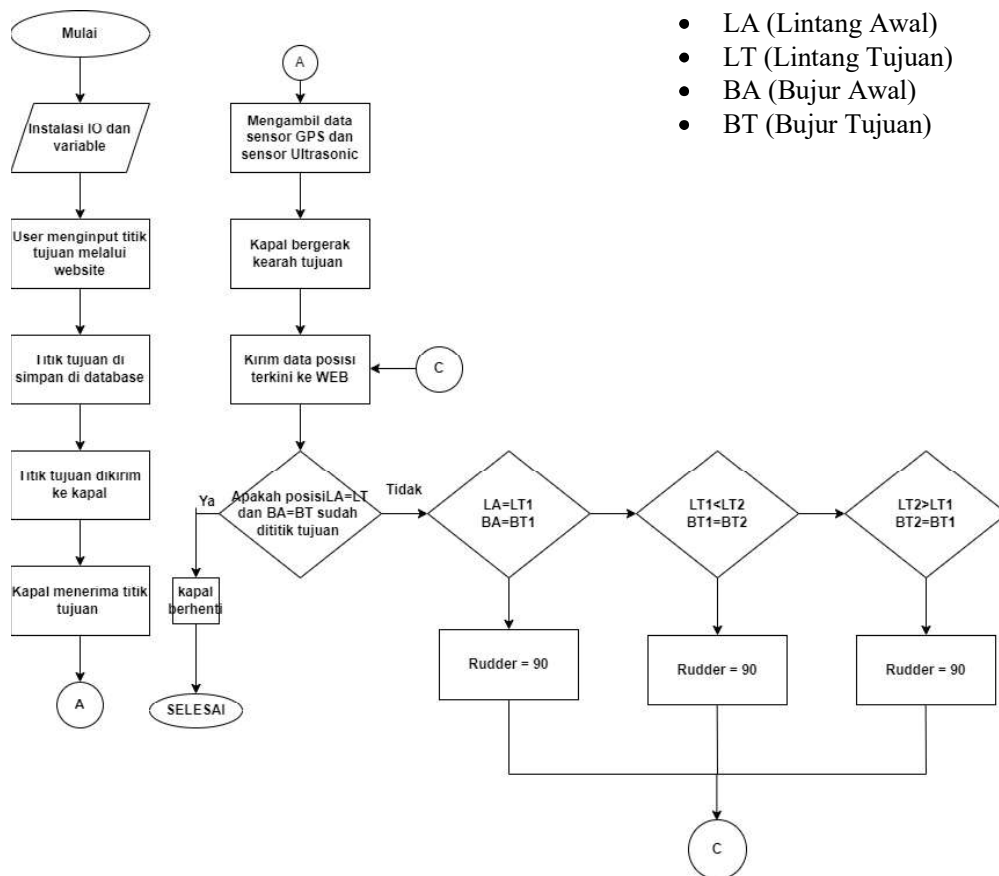 Mulai
Instalasi IO dan
variable
User menginput titik
tujuan melalui
website
Titik tujuan di
simpan di database
Titik tujuan dikirim
ke kapal
Kapal menerima titik
tujuan
A
A
Mengambil data
sensor GPS dan
sensor Ultrasonic
Kapal bergerak
kearah tujuan
Kirim data posisi
terkini ke WEB
C
Apakah posisiLA=LT
dan BA=BT sudah
dititik tujuan
Ya
kapal
berhenti
SELESAI
Tidak
LA=LT1
BA=BT1
Rudder = 90
LT1<LT2
BT1=BT2
Rudder = 90
LT2>LT1
BT2=BT1
Rudder = 90
C
• LA (Lintang Awal)
• LT (Lintang Tujuan)
• BA (Bujur Awal)
• BT (Bujur Tujuan)